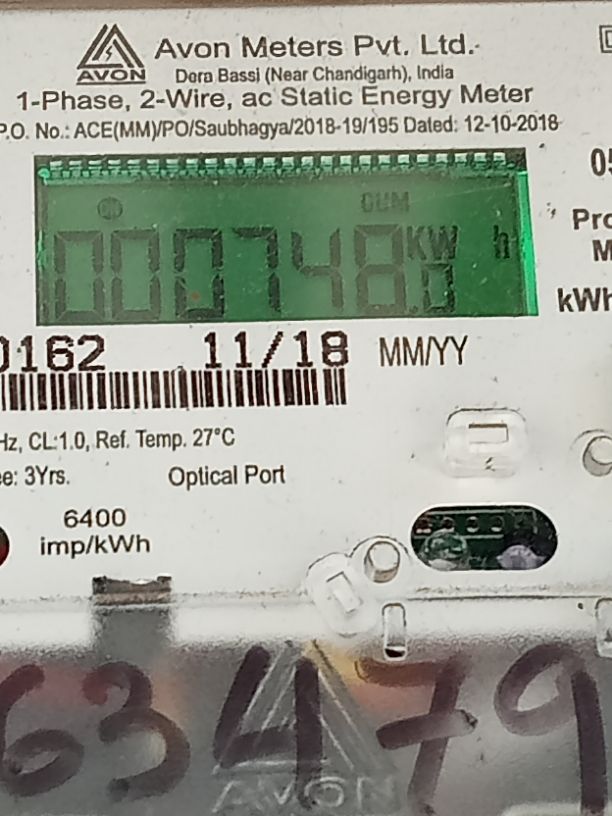 Avon Meters Pvt. Ltd.
AVON
Dera Bassi (Near Chandigarh), India
1-Phase, 2-Wire, ac Static Energy Meter
P.O. No.: ACE(MM)/PO/Saubhagya/2018-19/195 Dated: 12-10-2018
CUM
000748.0 KW h
kWh
0162 11/18 MM/YY
Hz, CL:1.0, Ref. Temp. 27°C
ee: 3Yrs. Optical Port
6400
imp/kWh
63479
AVON